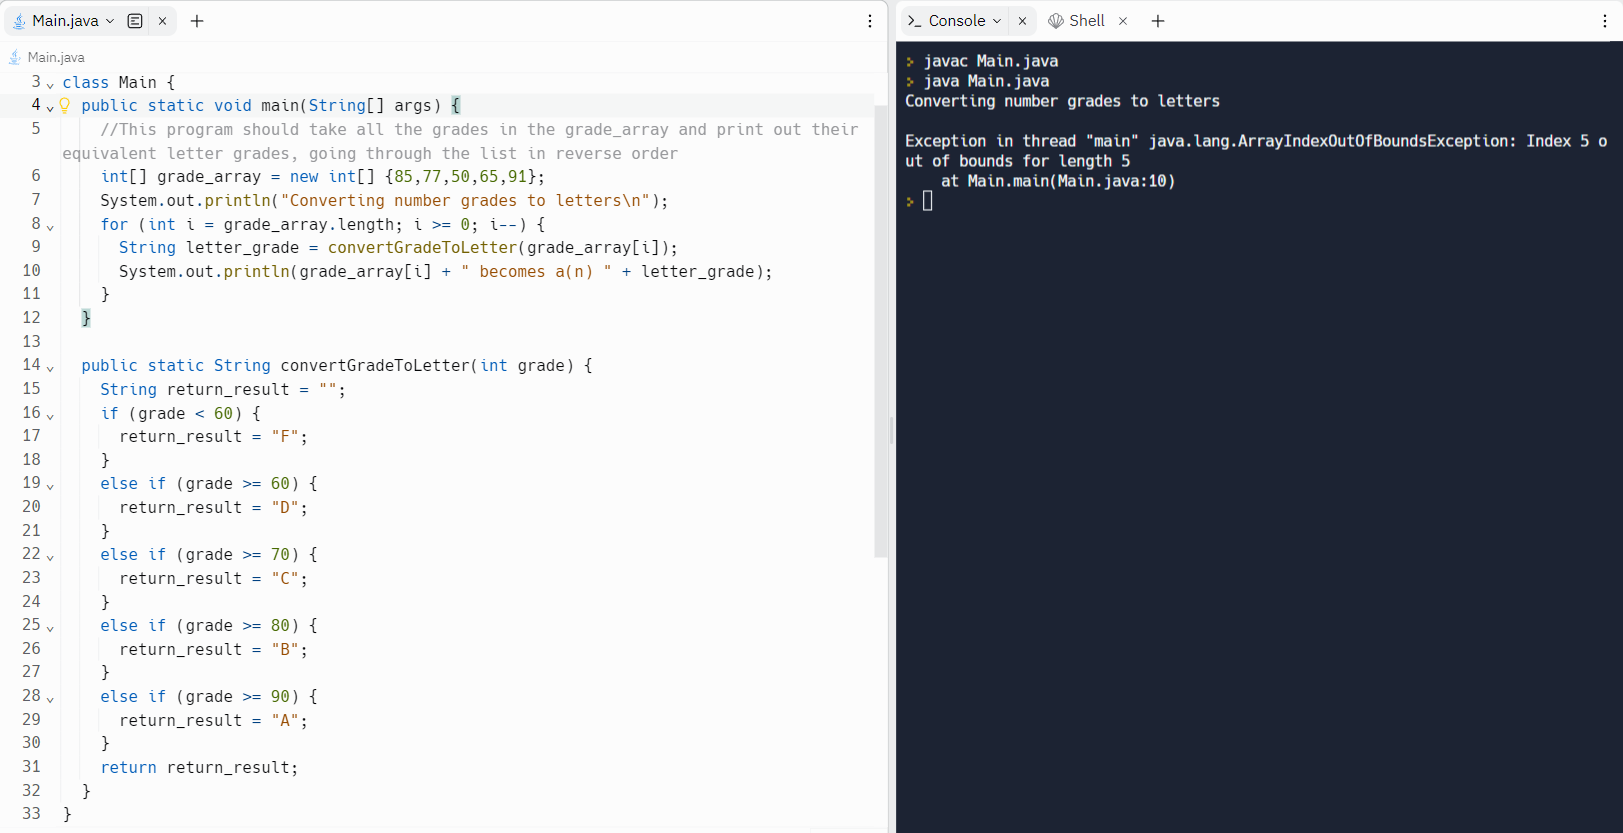 Main.java
Main.java
3 class Main {
4 public static void main(String[] args) {
5 //This program should take all the grades in the grade_array and print out their
equivalent letter grades, going through the list in reverse order
6 int[] grade_array = new int[] {85,77,50,65,91};
7 System.out.println("Converting number grades to letters\n");
8 for (int i = grade_array.length; i >= 0; i--) {
9 String letter_grade = convertGradeToLetter(grade_array[i]);
10 System.out.println(grade_array[i] + " becomes a(n) " + letter_grade);
11 }
12 }
13
14 public static String convertGradeToLetter(int grade) {
15 String return_result = "";
16 if (grade < 60) {
17 return_result = "F";
18 }
19 else if (grade >= 60) {
20 return_result = "D";
21 }
22 else if (grade >= 70) {
23 return_result = "C";
24 }
25 else if (grade >= 80) {
26 return_result = "B";
27 }
28 else if (grade >= 90) {
29 return_result = "A";
30 }
31 return return_result;
32 }
33 }
Console Shell
javac Main.java
java Main.java
Converting number grades to letters
Exception in thread "main" java.lang.ArrayIndexOutOfBoundsException: Index 5 o
ut of bounds for length 5
at Main.main(Main.java:10)